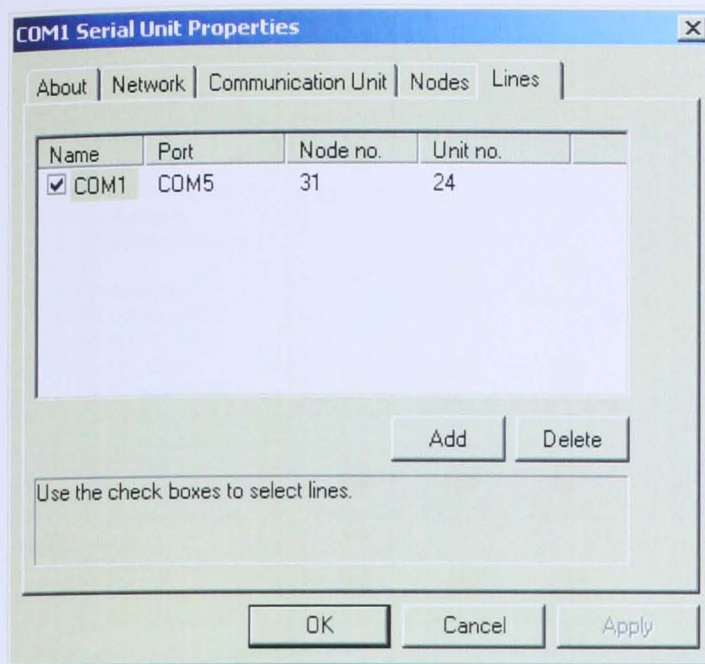 COM1 Serial Unit Properties
About Network Communication Unit Nodes Lines
Name Port Node no. Unit no.
COM1 COM5 31 24
Add Delete
Use the check boxes to select lines.
OK Cancel Apply